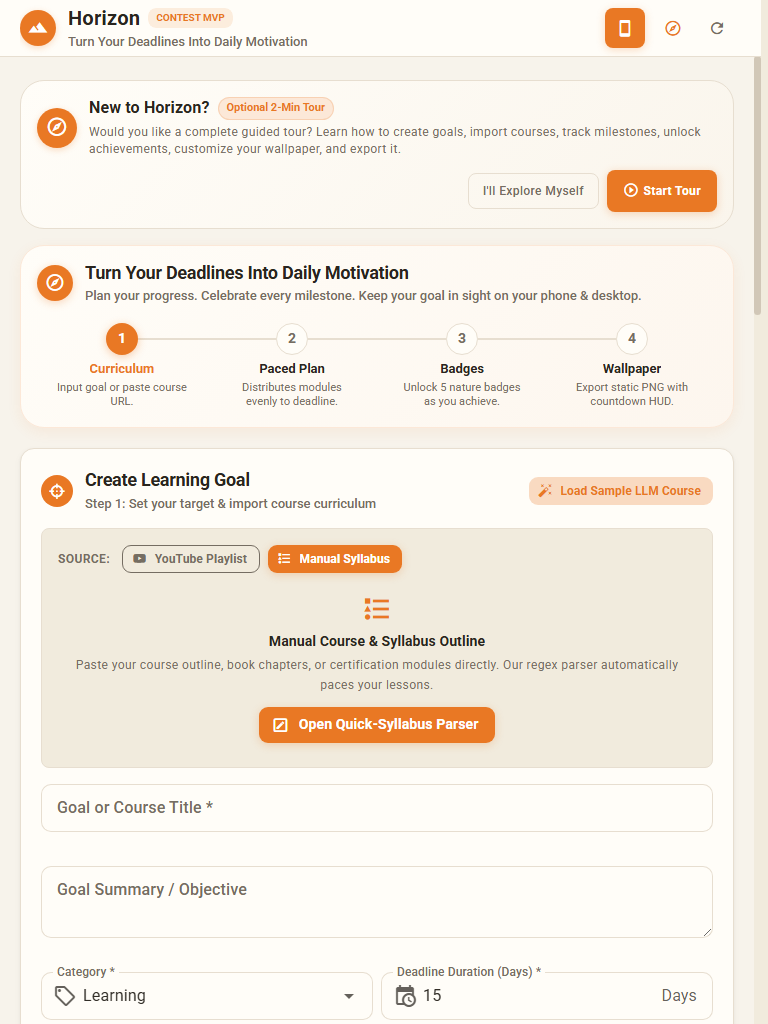 Horizon CONTEST MVP
Turn Your Deadlines Into Daily Motivation
New to Horizon? Optional 2-Min Tour
Would you like a complete guided tour? Learn how to create goals, import courses, track milestones, unlock
achievements, customize your wallpaper, and export it.
I'll Explore Myself Start Tour
Turn Your Deadlines Into Daily Motivation
Plan your progress. Celebrate every milestone. Keep your goal in sight on your phone & desktop.
1 2 3 4
Curriculum Paced Plan Badges Wallpaper
Input goal or paste course Distributes modules Unlock 5 nature badges Export static PNG with
URL. evenly to deadline. as you achieve. countdown HUD.
Create Learning Goal
Step 1: Set your target & import course curriculum
Load Sample LLM Course
SOURCE: YouTube Playlist Manual Syllabus
Manual Course & Syllabus Outline
Paste your course outline, book chapters, or certification modules directly. Our regex parser automatically
paces your lessons.
Open Quick-Syllabus Parser
Goal or Course Title *
Goal Summary / Objective
Category * Deadline Duration (Days) *
Learning 15 Days